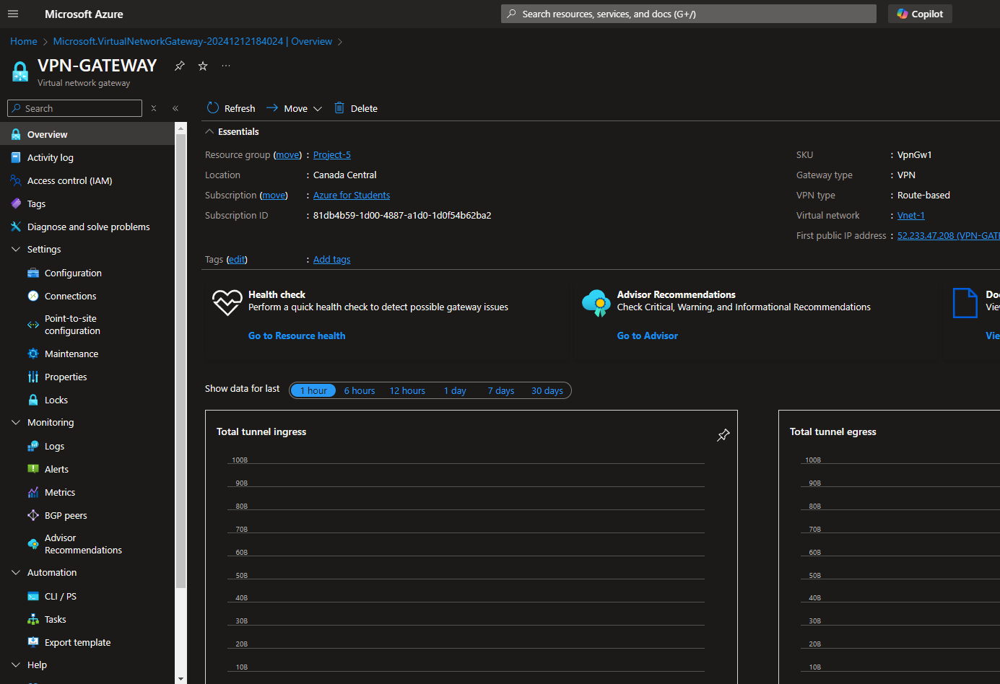 Microsoft Azure
Search resources, services, and docs (G+/)
Copilot
Home > Microsoft.VirtualNetworkGateway-20241212184024 | Overview >
VPN-GATEWAY
Virtual network gateway
Search
Refresh
Move
Delete
Overview
Activity log
Access control (IAM)
Tags
Diagnose and solve problems
Settings
Configuration
Connections
Point-to-site
configuration
Maintenance
Properties
Locks
Monitoring
Logs
Alerts
Metrics
BGP peers
Advisor
Recommendations
Automation
CLI / PS
Tasks
Export template
Help
Essentials
Resource group (move) : Project-5
Location : Canada Central
Subscription (move) : Azure for Students
Subscription ID : 81db4b59-1d00-4887-a1d0-1d0f54b62ba2
SKU : VpnGw1
Gateway type : VPN
VPN type : Route-based
Virtual network : Vnet-1
First public IP address : 52.233.47.208 (VPN-GATE
Tags (edit) : Add tags
Health check
Perform a quick health check to detect possible gateway issues
Go to Resource health
Advisor Recommendations
Check Critical, Warning, and Informational Recommendations
Go to Advisor
Doc
View
Vie
Show data for last
1 hour
6 hours
12 hours
1 day
7 days
30 days
Total tunnel ingress
100B
90B
80B
70B
60B
50B
40B
30B
20B
10B
Total tunnel egress
100B
90B
80B
70B
60B
50B
40B
30B
20B
10B